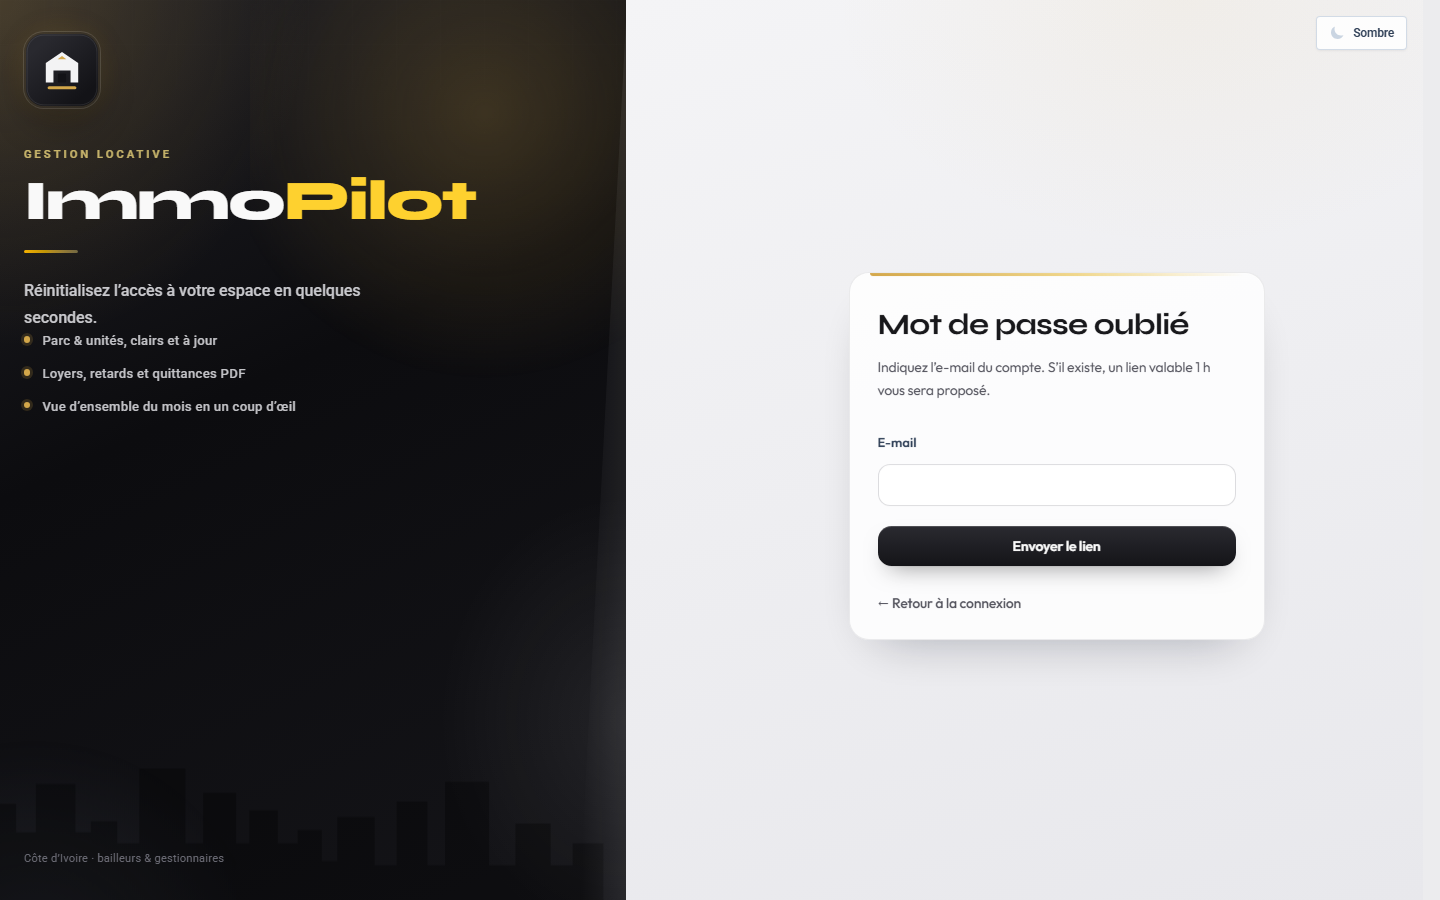 GESTION LOCATIVE
ImmoPilot
Réinitialisez l’accès à votre espace en quelques
secondes.
Parc & unités, clairs et à jour
Loyers, retards et quittances PDF
Vue d’ensemble du mois en un coup d’œil
Côte d’Ivoire · bailleurs & gestionnaires
Sombre
Mot de passe oublié
Indiquez l’e-mail du compte. S’il existe, un lien valable 1 h
vous sera proposé.
E-mail
Envoyer le lien
← Retour à la connexion